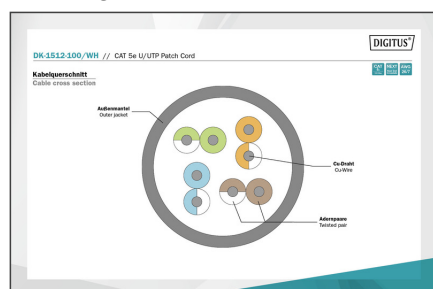 DIGITUS®
DK-1512-100/WH // CAT 5e U/UTP Patch Cord
Kabelquerschnitt
Cable cross section
Außenmantel
Outer jacket
Cu-Draht
Cu-Wire
Adernpaare
Twisted pair